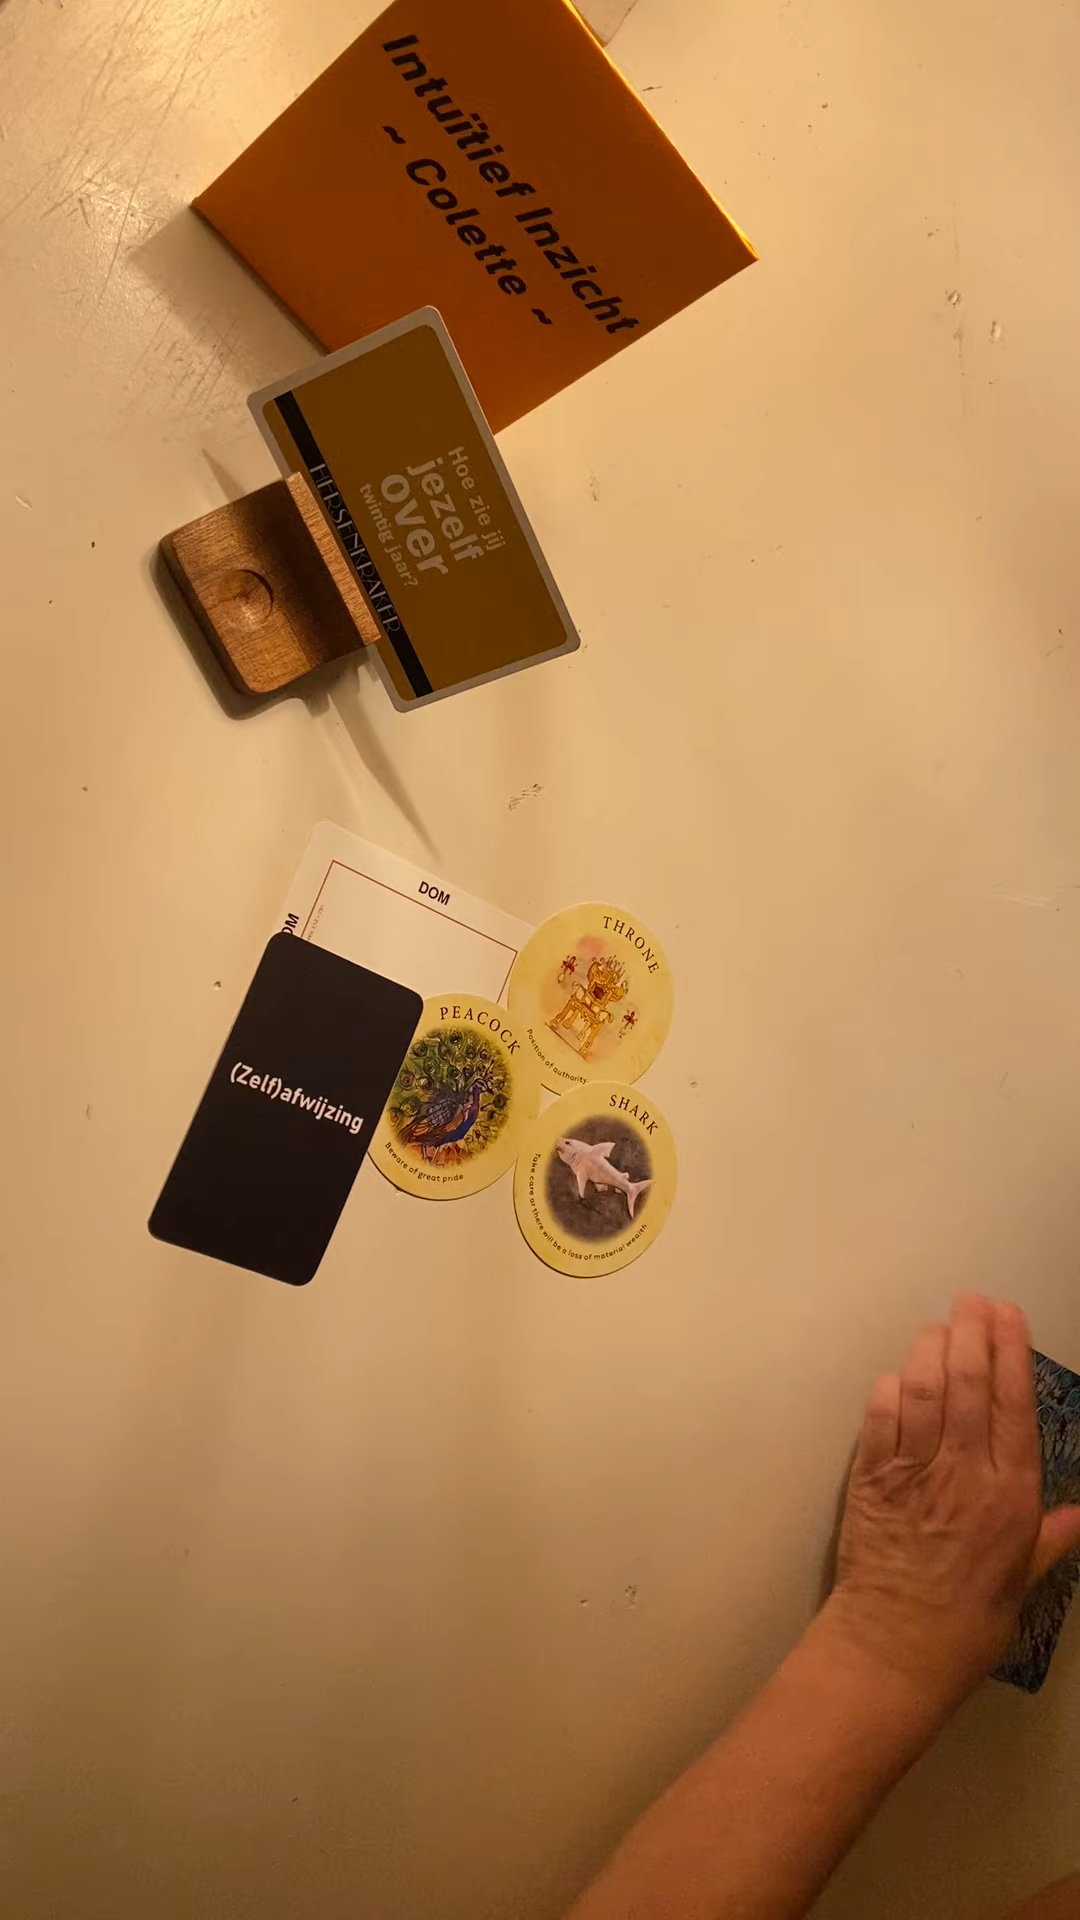 Intuïtief Inzicht
~ Colette ~
Hoe zie jij
jezelf
over
twintig jaar?
HERSENKRAKER
DOM
THRONE
Position of authority
PEACOCK
Beware of great pride
(Zelf)afwijzing
SHARK
Take care or there will be a loss of material wealth